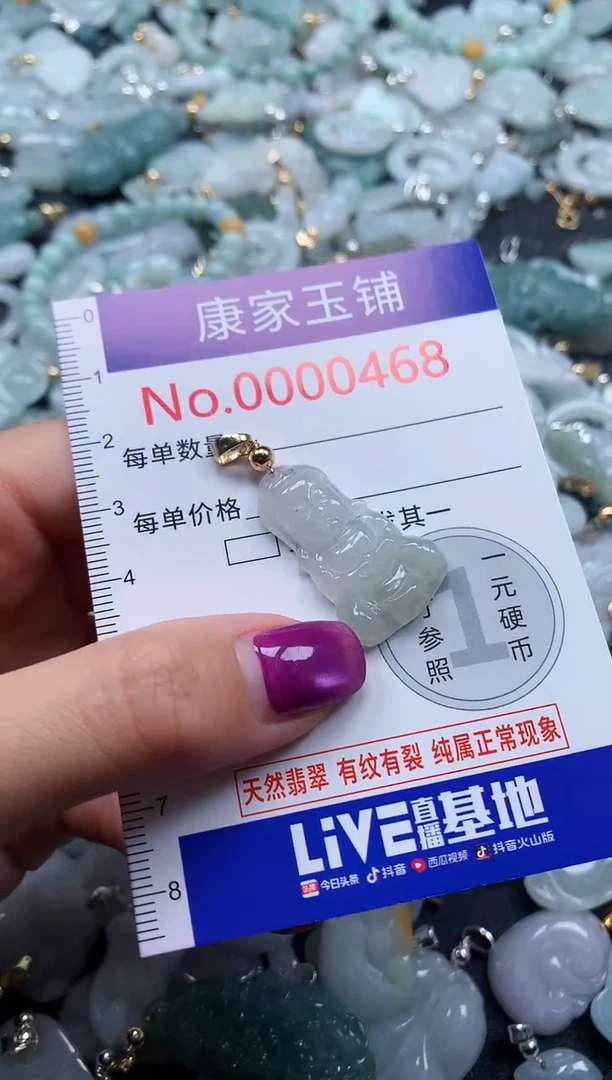 0
康家玉铺
1
No.0000468
2
每单数量
3
每单价格
其一
4
参照
1
一元硬币
天然翡翠 有纹有裂 纯属正常现象
7
LiVE直播基地
8
头条 今日头条 抖音 西瓜视频 抖音火山版